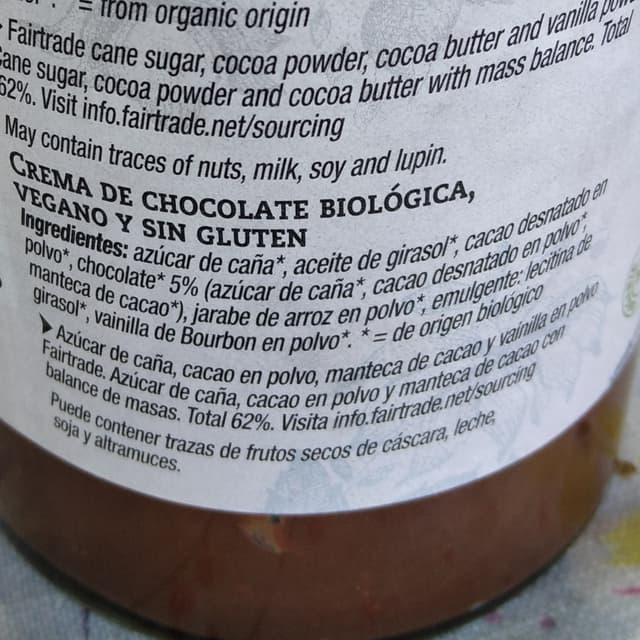 = from organic origin
Fairtrade cane sugar, cocoa powder, cocoa butter and vanilla
Cane sugar, cocoa powder and cocoa butter with mass balance. Total
62%. Visit info.fairtrade.net/sourcing
May contain traces of nuts, milk, soy and lupin.
CREMA DE CHOCOLATE BIOLÓGICA,
VEGANO Y SIN GLUTEN
Ingredientes: azúcar de caña*, aceite de girasol*, cacao desnatado en
polvo*, chocolate* 5% (azúcar de caña*, cacao desnatado en polvo*,
manteca de cacao*), jarabe de arroz en polvo*, emulgente: lecitina de
girasol*, vainilla de Bourbon en polvo*. *= de origen biológico
Azúcar de caña, cacao en polvo, manteca de cacao y vainilla en polvo
Fairtrade. Azúcar de caña, cacao en polvo y manteca de cacao con
balance de masas. Total 62%. Visita info.fairtrade.net/sourcing
Puede contener trazas de frutos secos de cáscara, leche,
soja y altramuces.